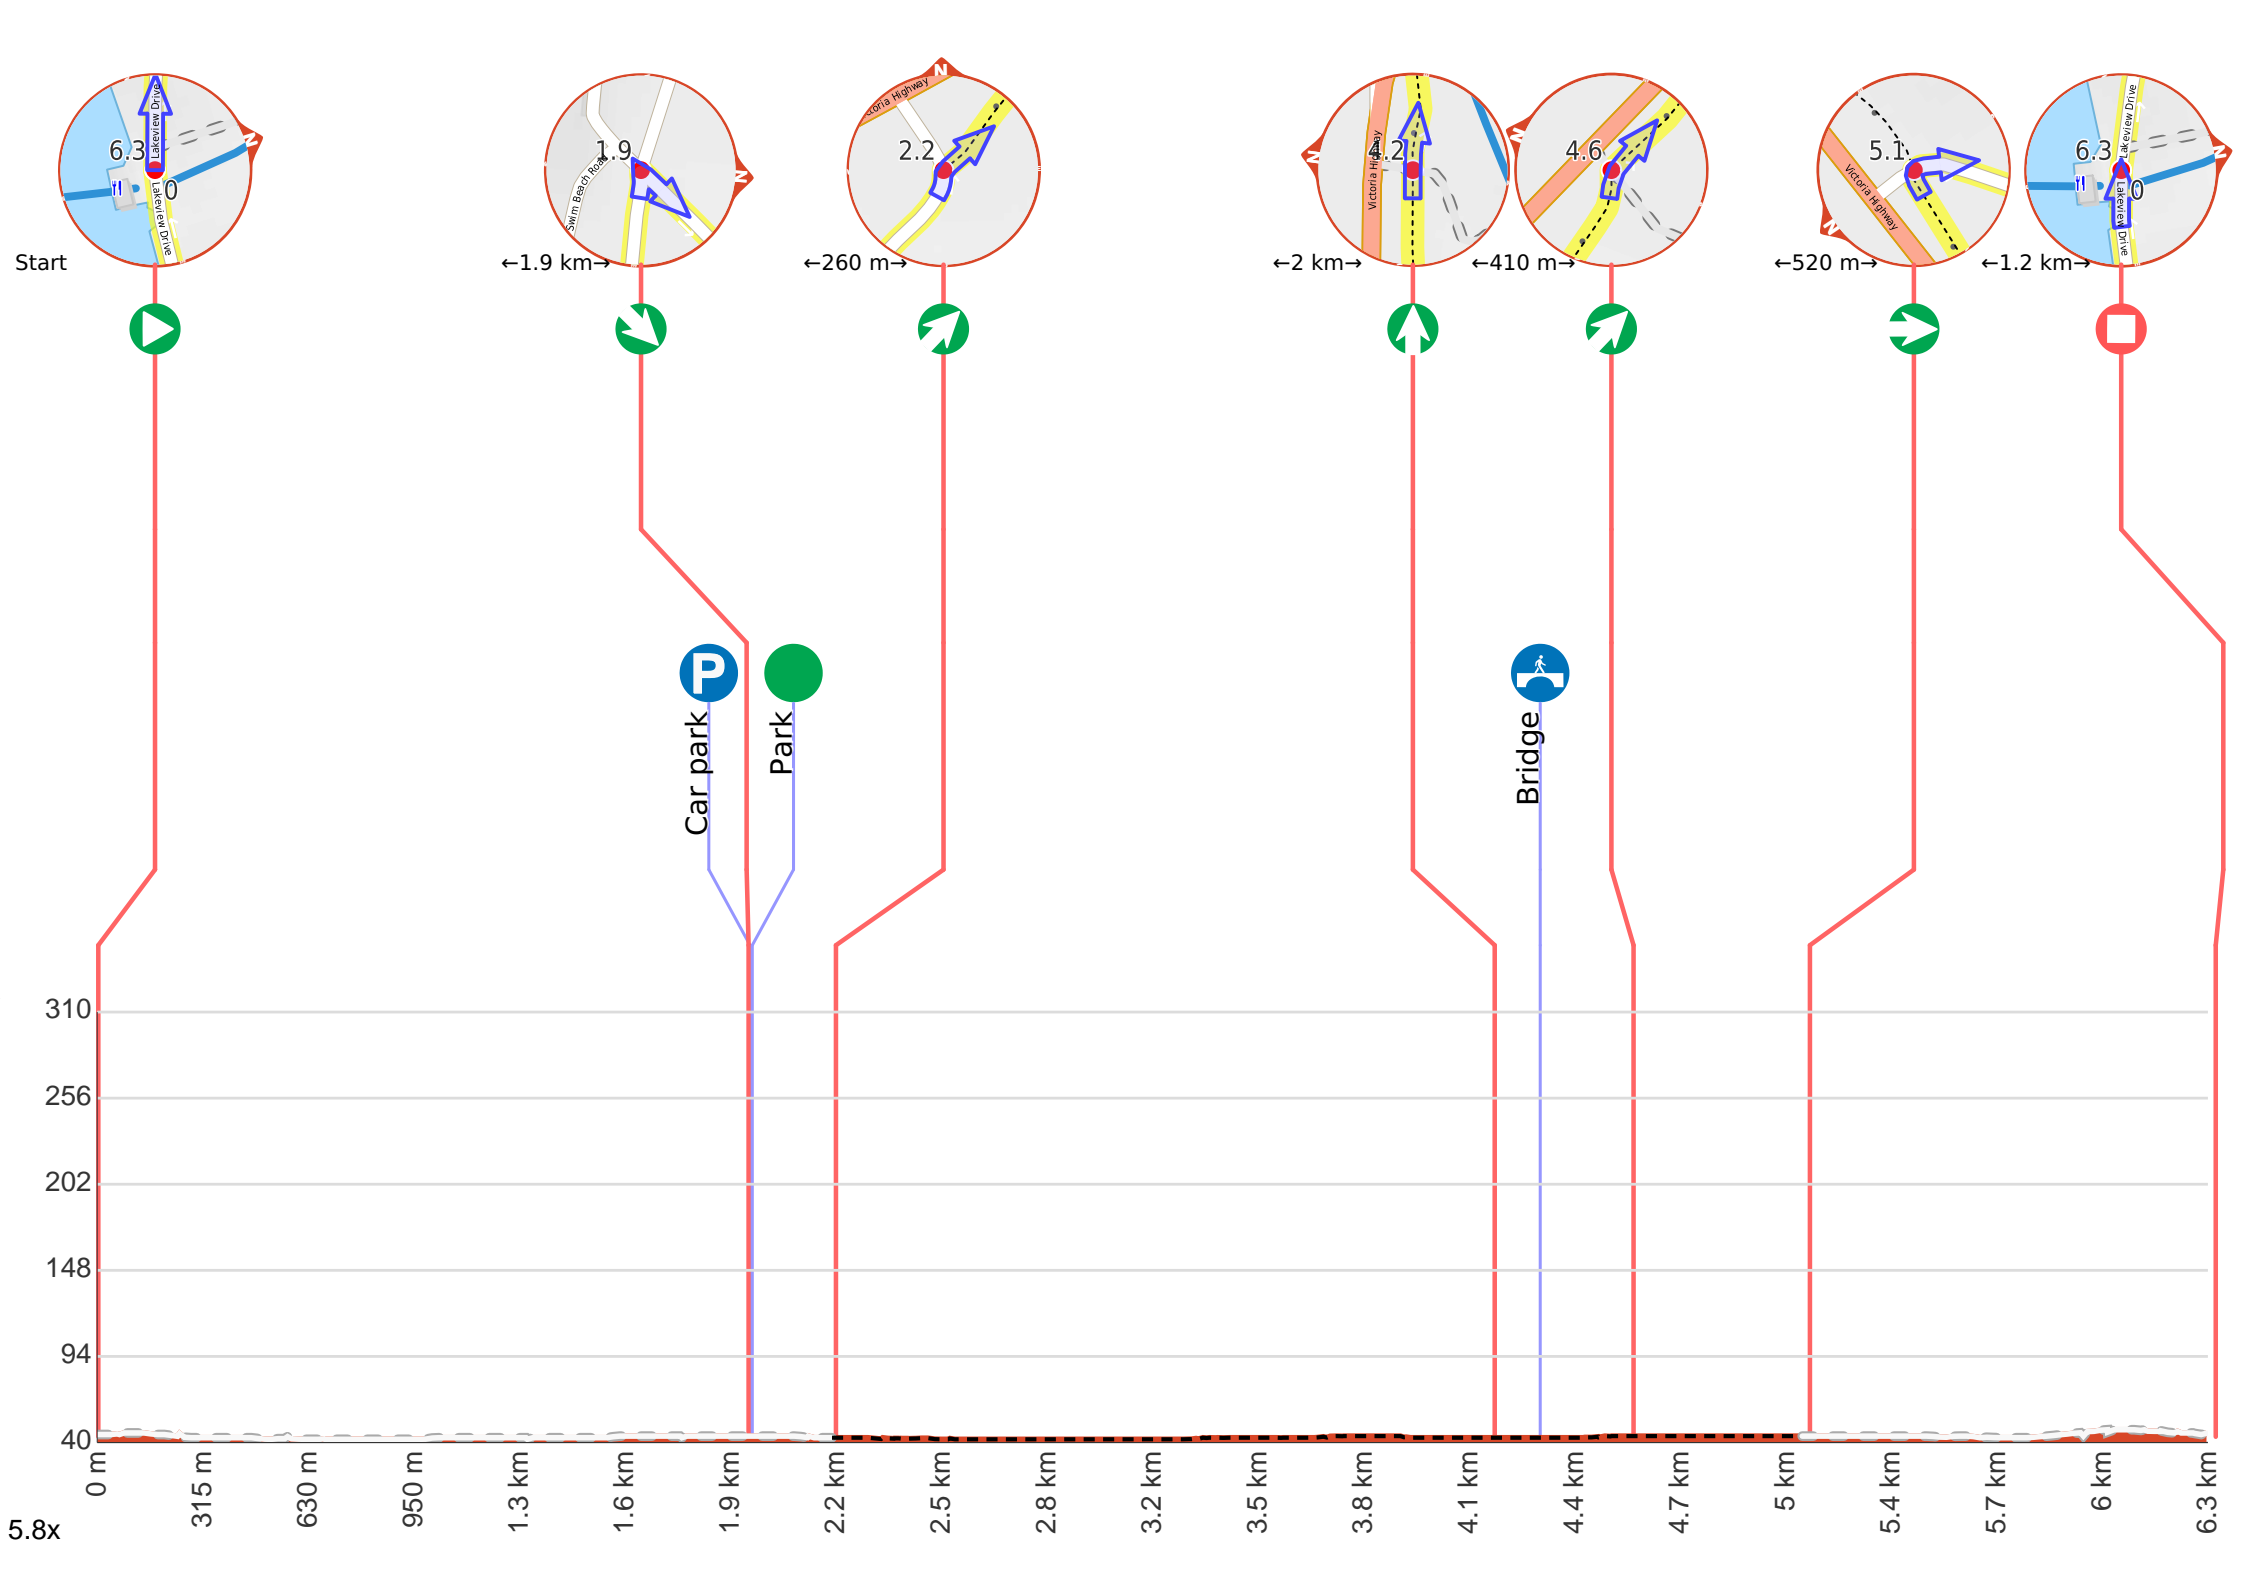 Lakeview Drive
6.3
0
Lakeview Drive
N
Start
1.9
Swim Beach Road
N
←1.9 km→
N
toria Highway
2.2
←260 m→
N
Victoria Highway
4.2
←2 km→
N
4.6
←410 m→
5.1
Victoria Highway
N
←520 m→
Lakeview Drive
6.3
0
Lakeview Drive
N
←1.2 km→
P
Car park
Park
Bridge
310
256
202
148
94
40
0 m
315 m
630 m
950 m
1.3 km
1.6 km
1.9 km
2.2 km
2.5 km
2.8 km
3.2 km
3.5 km
3.8 km
4.1 km
4.4 km
4.7 km
5 km
5.4 km
5.7 km
6 km
6.3 km
5.8x